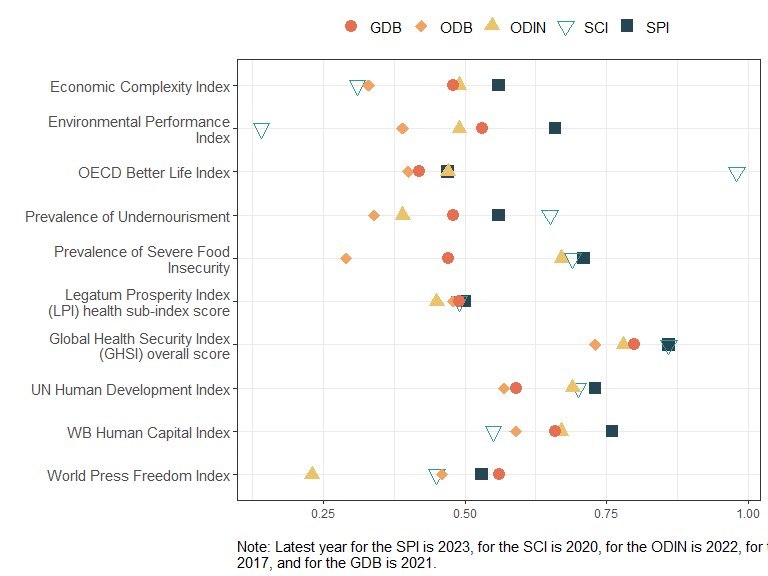 GDB ODB ODIN SCI SPI
Economic Complexity Index
Environmental Performance
Index
OECD Better Life Index
Prevalence of Undernourisment
Prevalence of Severe Food
Insecurity
Legatum Prosperity Index
(LPI) health sub-index score
Global Health Security Index
(GHSI) overall score
UN Human Development Index
WB Human Capital Index
World Press Freedom Index
0.25 0.50 0.75 1.00
Note: Latest year for the SPI is 2023, for the SCI is 2020, for the ODIN is 2022, for
2017, and for the GDB is 2021.